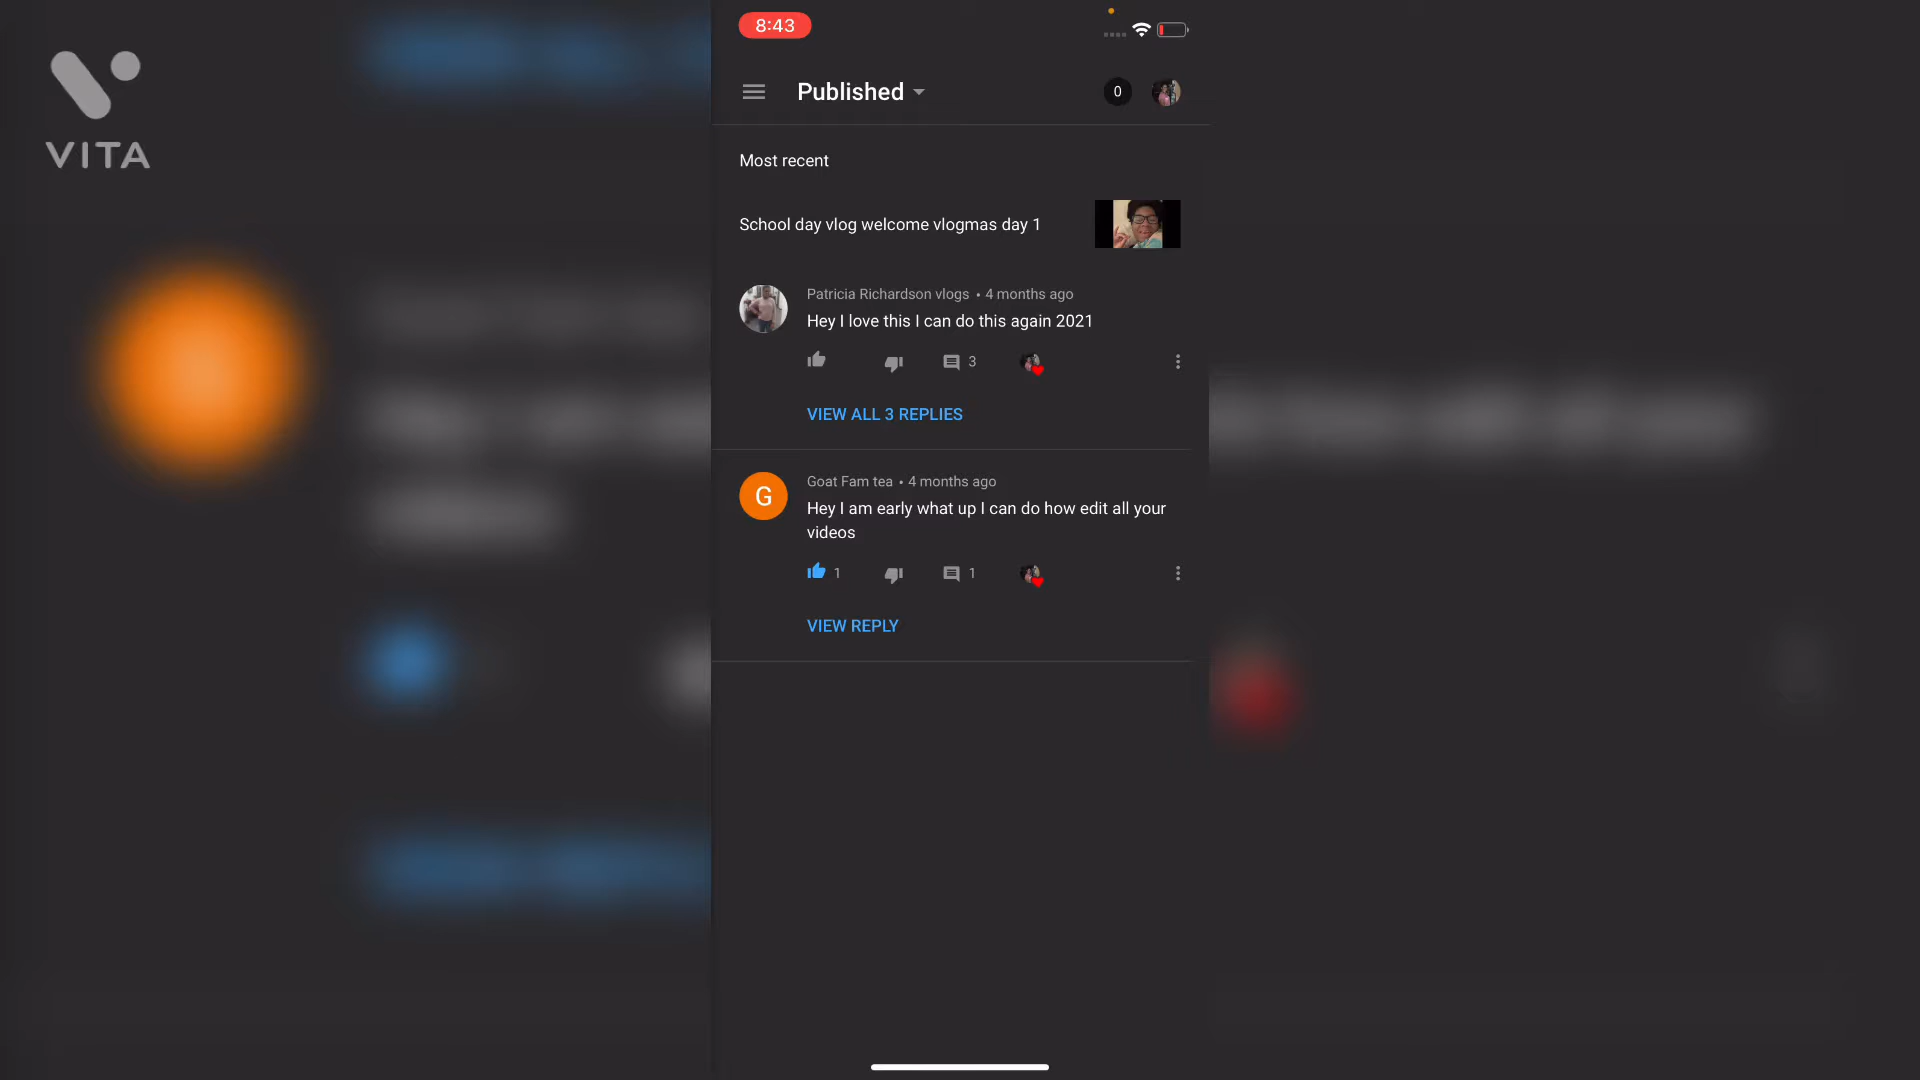 VITA
8:43
Published
0
Most recent
School day vlog welcome vlogmas day 1
Patricia Richardson vlogs • 4 months ago
Hey I love this I can do this again 2021
3
VIEW ALL 3 REPLIES
G
Goat Fam tea • 4 months ago
Hey I am early what up I can do how edit all your
videos
1
1
VIEW REPLY